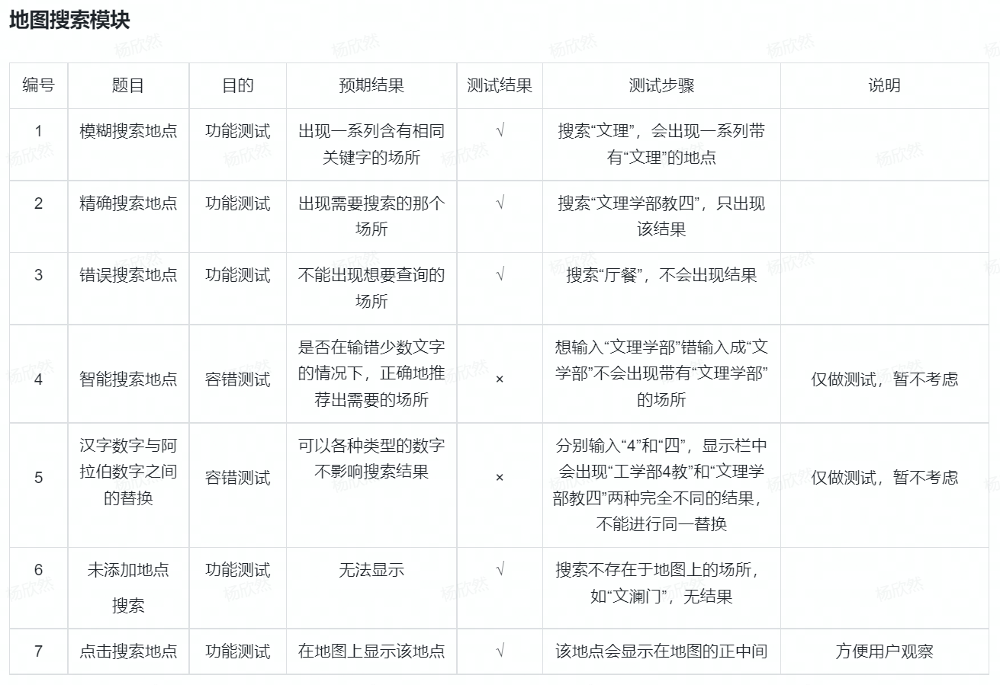 地图搜索模块
编号 题目 目的 预期结果 测试结果 测试步骤 说明
1 模糊搜索地点 功能测试 出现一系列含有相同 √ 搜索“文理”，会出现一系列带
关键字的场所 有“文理”的地点
2 精确搜索地点 功能测试 出现需要搜索的那个 √ 搜索“文理学部教四”，只出现
场所 该结果
3 错误搜索地点 功能测试 不能出现想要查询的 √ 搜索“厅餐”，不会出现结果
场所
是否在输错少数文字 想输入“文理学部”错输入成“文
4 智能搜索地点 容错测试 的情况下，正确地推 × 学部”不会出现带有“文理学部” 仅做测试，暂不考虑
荐出需要的场所 的场所
汉字数字与阿 可以各种类型的数字 分别输入“4”和“四”，显示栏中
5 拉伯数字之间 容错测试 不影响搜索结果 × 会出现“工学部4教”和“文理学 仅做测试，暂不考虑
的替换 部教四”两种完全不同的结果，
不能进行同一替换
6 未添加地点 功能测试 无法显示 √ 搜索不存在于地图上的场所，
搜索 如“文澜门”，无结果
7 点击搜索地点 功能测试 在地图上显示该地点 √ 该地点会显示在地图的正中间 方便用户观察
杨欣然